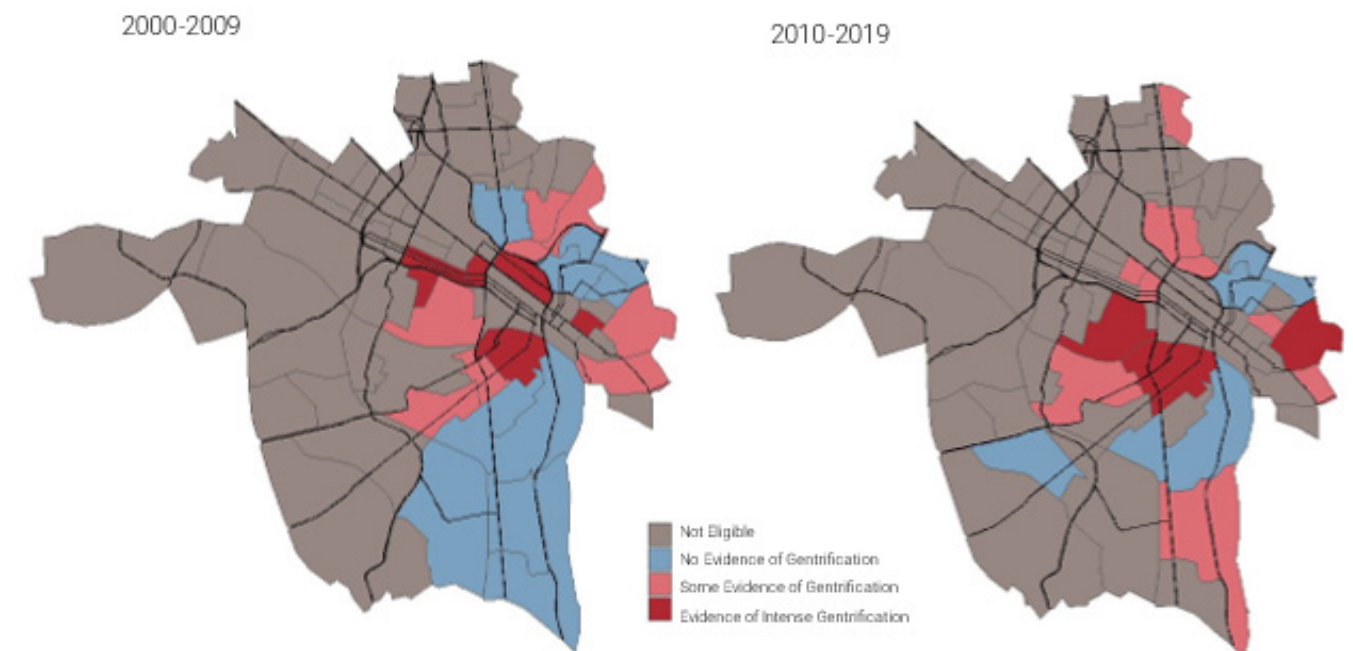 2000-2009
2010-2019
Not Eligible
No Evidence of Gentrification
Some Evidence of Gentrification
Evidence of Intense Gentrification